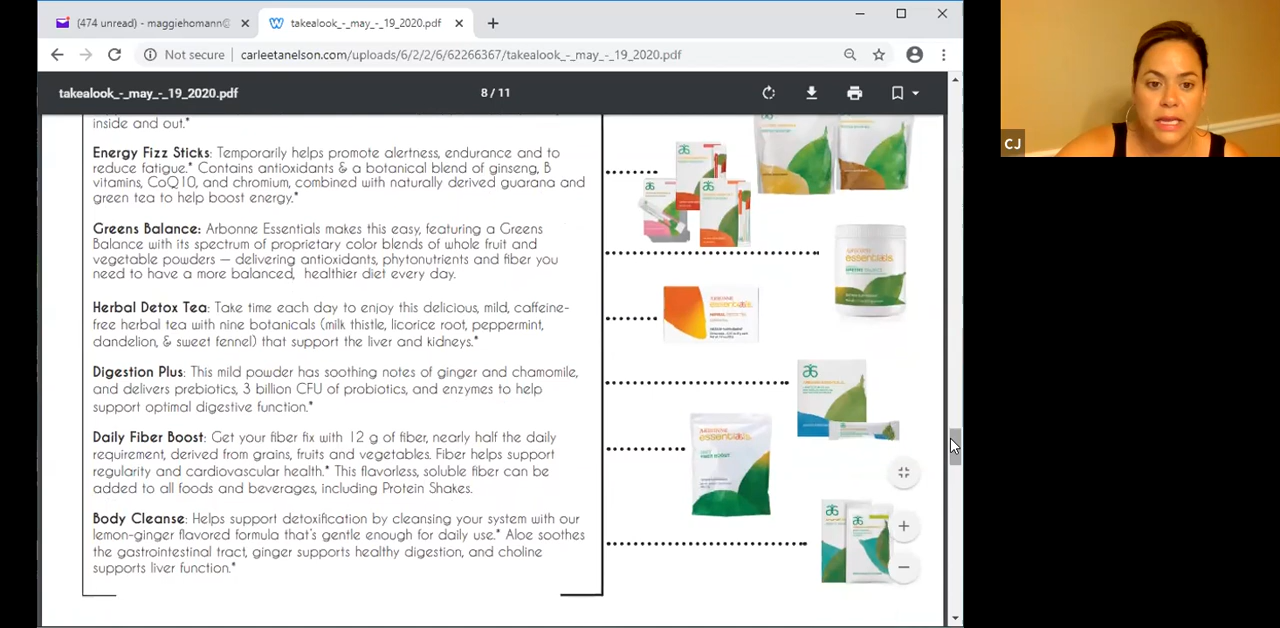 (474 unread) - maggiehomann@
takealook_-_may_-_19_2020.pdf
Not secure
carleetanelson.com/uploads/6/2/2/6/62266367/takealook_-_may_-_19_2020.pdf
takealook_-_may_-_19_2020.pdf
8 / 11
CJ
inside and out.*
Energy Fizz Sticks: Temporarily helps promote alertness, endurance and to
reduce fatigue.* Contains antioxidants & a botanical blend of ginseng, B
vitamins, CoQ10, and chromium, combined with naturally derived guarana and
green tea to help boost energy.*
Greens Balance: Arbonne Essentials makes this easy, featuring a Greens
Balance with its spectrum of proprietary color blends of whole fruit and
vegetable powders — delivering antioxidants, phytonutrients and fiber you
need to have a more balanced, healthier diet every day.
Herbal Detox Tea: Take time each day to enjoy this delicious, mild, caffeine-
free herbal tea with nine botanicals (milk thistle, licorice root, peppermint,
dandelion, & sweet fennel) that support the liver and kidneys.*
Digestion Plus: This mild powder has soothing notes of ginger and chamomile,
and delivers prebiotics, 3 billion CFU of probiotics, and enzymes to help
support optimal digestive function.*
Daily Fiber Boost: Get your fiber fix with 12 g of fiber, nearly half the daily
requirement, derived from grains, fruits and vegetables. Fiber helps support
regularity and cardiovascular health.* This flavorless, soluble fiber can be
added to all foods and beverages, including Protein Shakes.
Body Cleanse: Helps support detoxification by cleansing your system with our
lemon-ginger flavored formula that's gentle enough for daily use.* Aloe soothes
the gastrointestinal tract, ginger supports healthy digestion, and choline
supports liver function.*
essentials
essentials
essentials